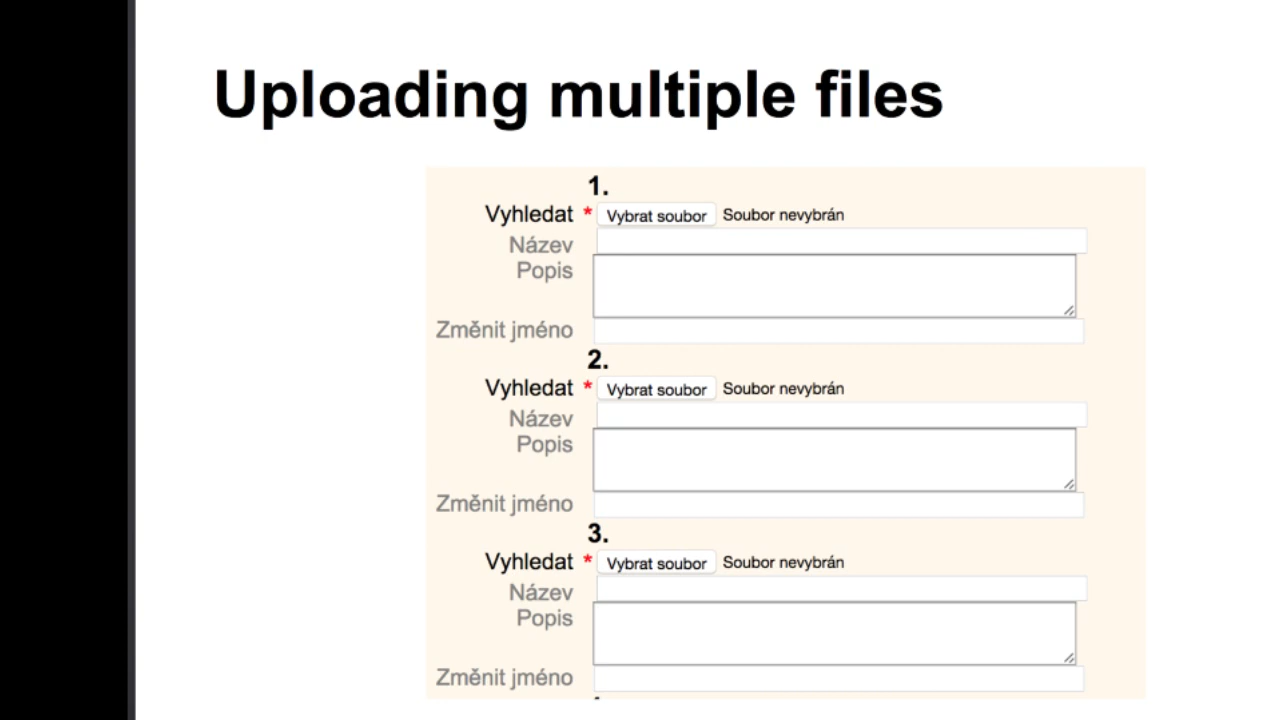 Uploading multiple files
1.
Vyhledat * Vybrat soubor Soubor nevybrán
Název
Popis
Změnit jméno
2.
Vyhledat * Vybrat soubor Soubor nevybrán
Název
Popis
Změnit jméno
3.
Vyhledat * Vybrat soubor Soubor nevybrán
Název
Popis
Změnit jméno